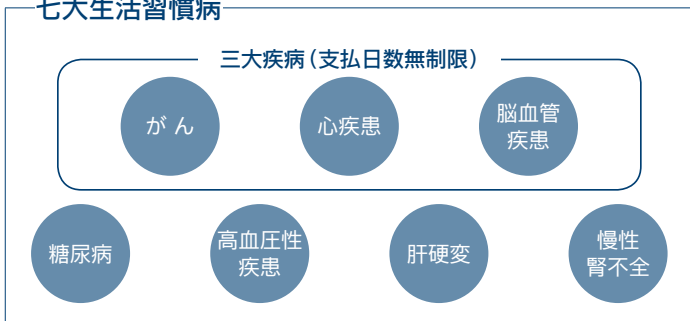 七大生活習慣病
三大疾病（支払日数無制限）
がん
心疾患
脳血管
疾患
糖尿病
高血圧性
疾患
肝硬変
慢性
腎不全